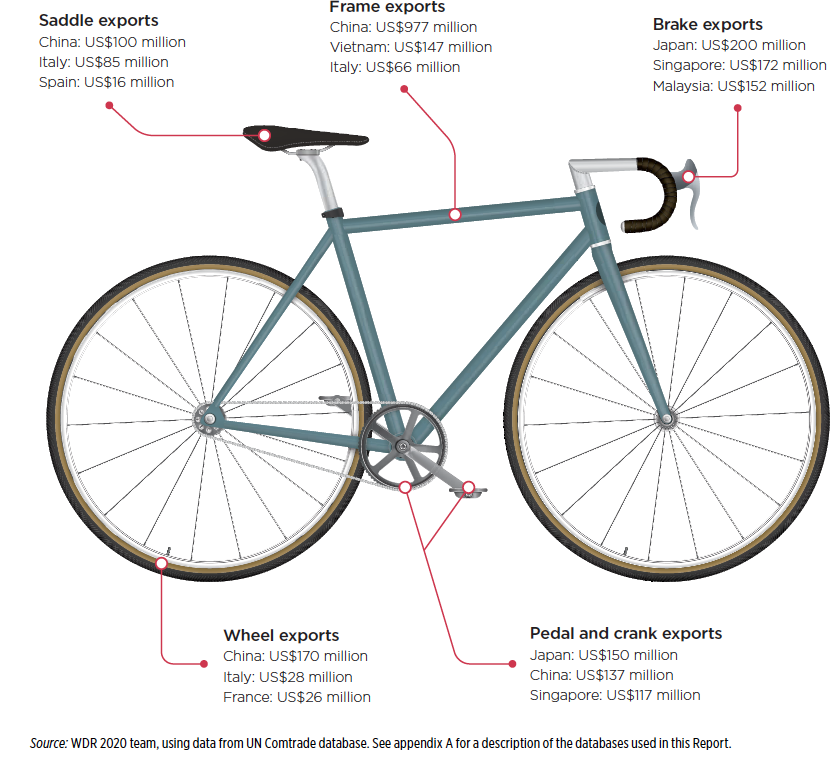 Saddle exports
China: US$100 million
Italy: US$85 million
Spain: US$16 million
Frame exports
China: US$977 million
Vietnam: US$147 million
Italy: US$66 million
Brake exports
Japan: US$200 million
Singapore: US$172 million
Malaysia: US$152 million
Wheel exports
China: US$170 million
Italy: US$28 million
France: US$26 million
Pedal and crank exports
Japan: US$150 million
China: US$137 million
Singapore: US$117 million
Source: WDR 2020 team, using data from UN Comtrade database. See appendix A for a description of the databases used in this Report.